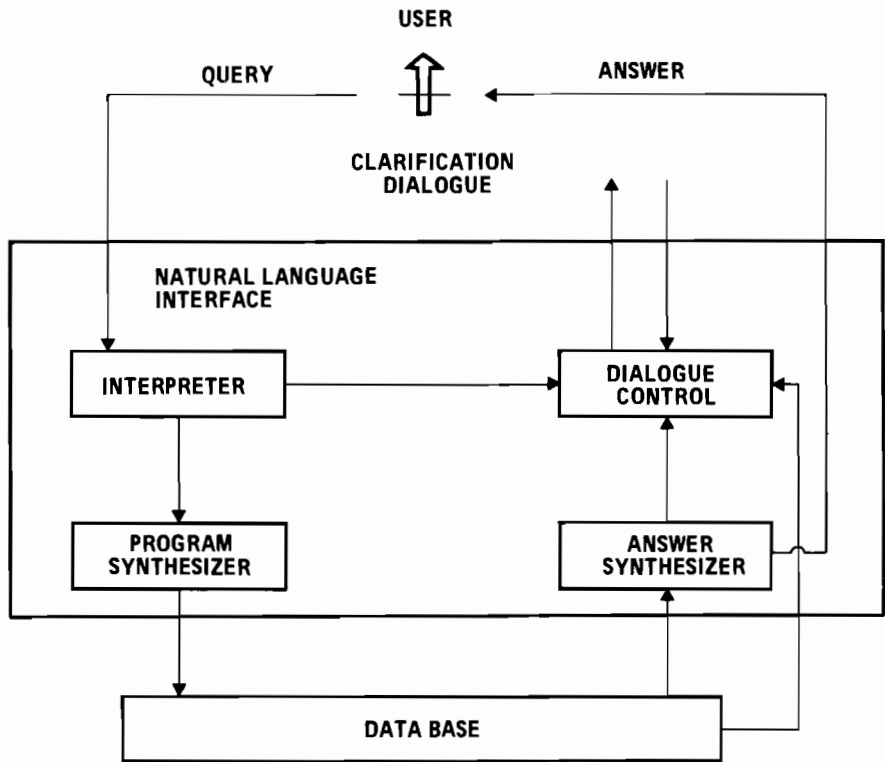 USER
QUERY
ANSWER
CLARIFICATION
DIALOGUE
NATURAL LANGUAGE
INTERFACE
INTERPRETER
DIALOGUE
CONTROL
PROGRAM
SYNTHESIZER
ANSWER
SYNTHESIZER
DATA BASE